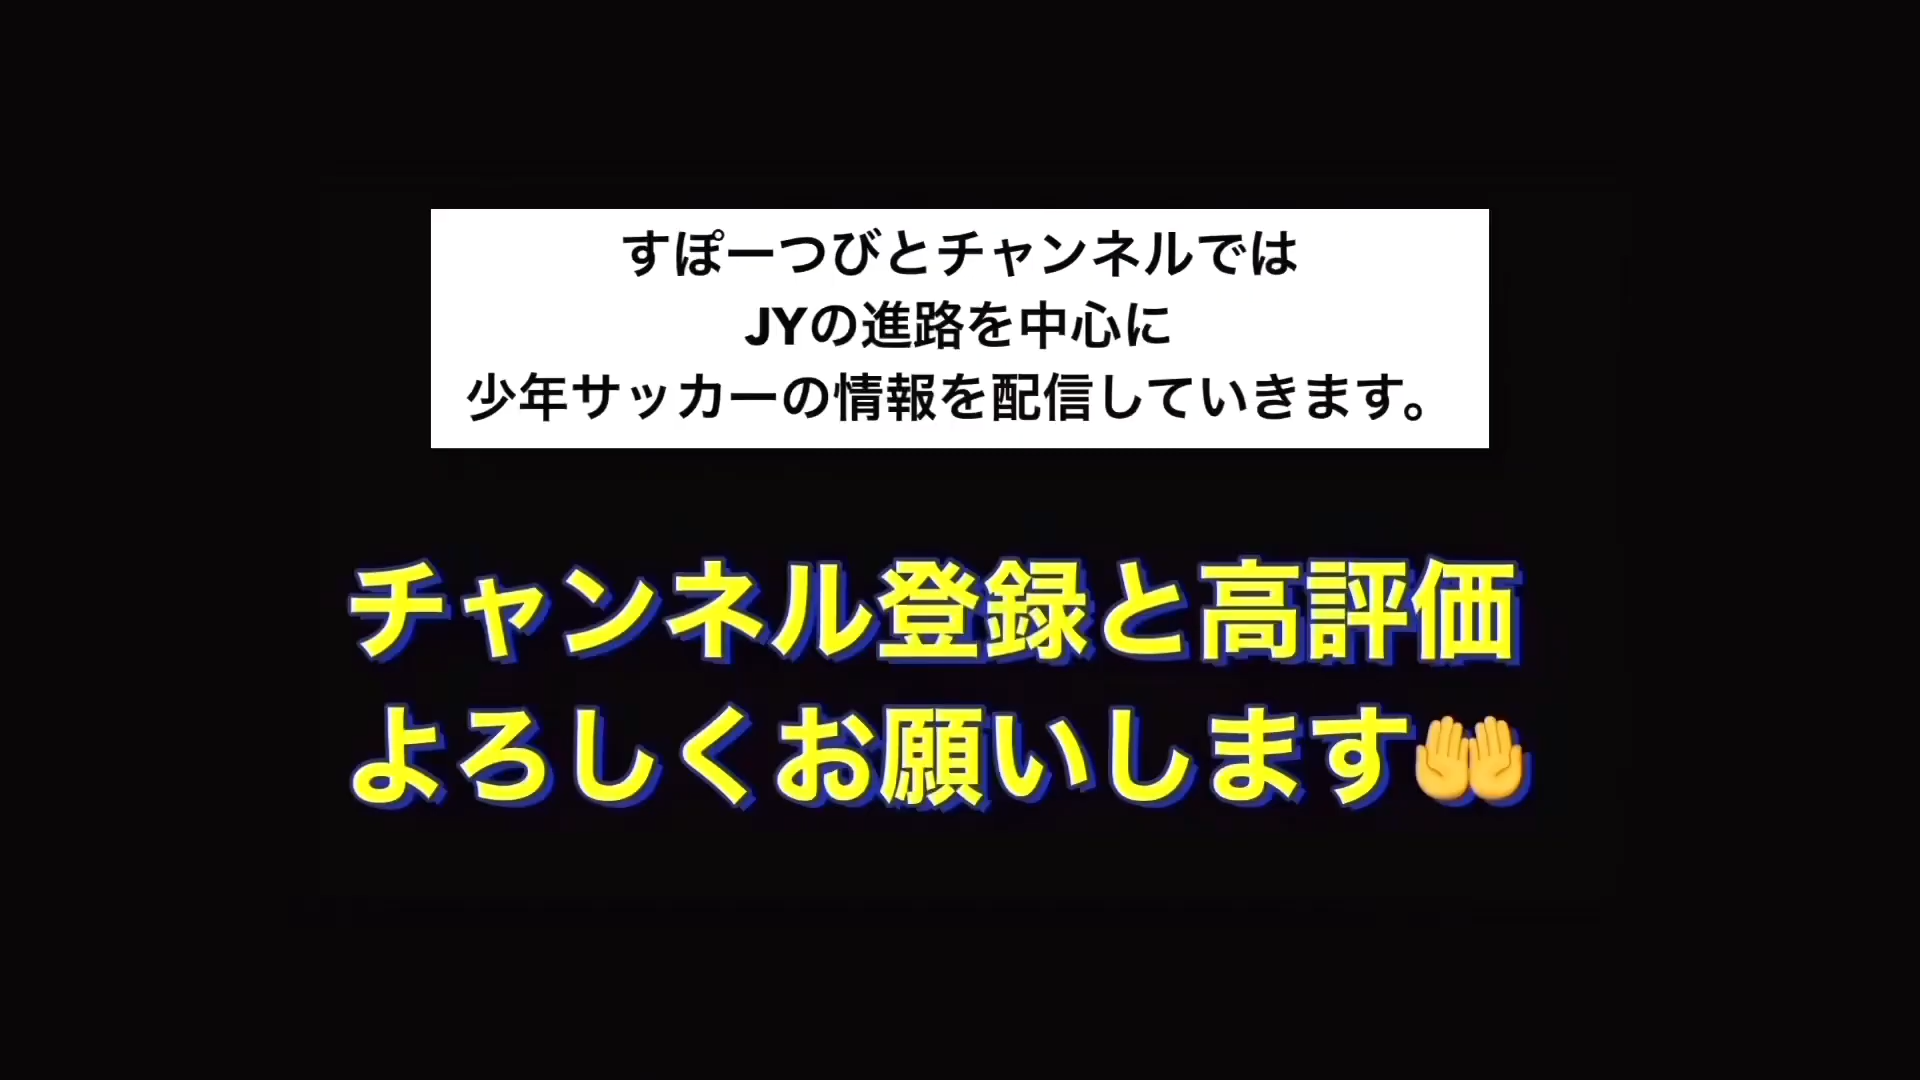 すぽーつびとチャンネルでは
JYの進路を中心に
少年サッカーの情報を配信していきます。
チャンネル登録と高評価
よろしくお願いします🤲